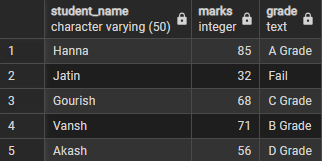 student_name marks grade
character varying (50) integer text
1 Hanna 85 A Grade
2 Jatin 32 Fail
3 Gourish 68 C Grade
4 Vansh 71 B Grade
5 Akash 56 D Grade